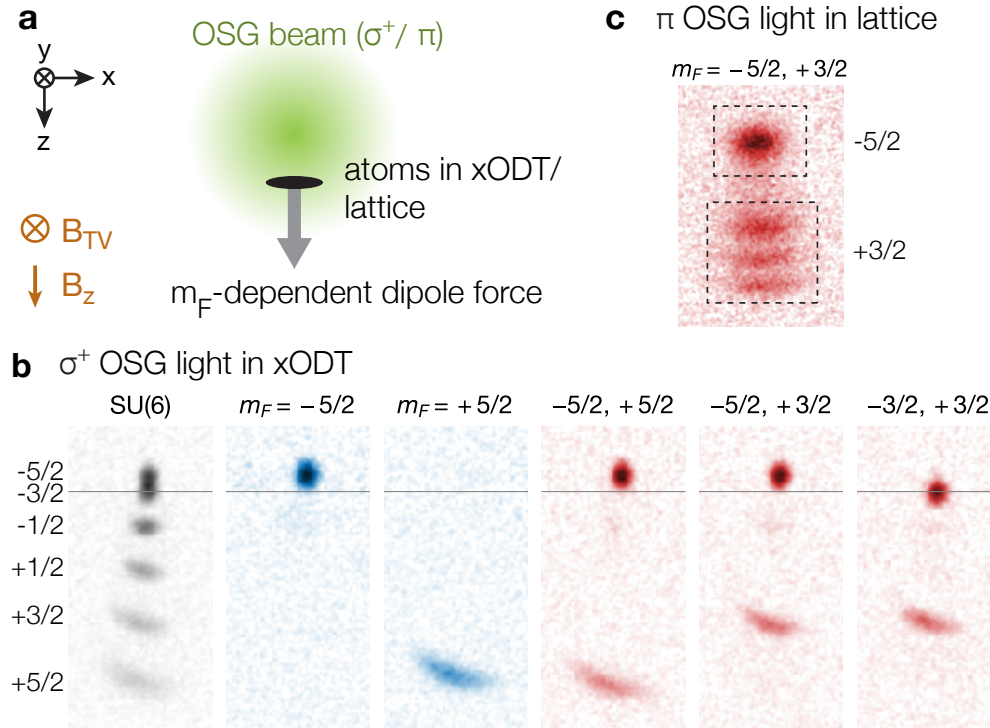 a
OSG beam (σ⁺/ π)
y
x
z
atoms in xODT/
lattice
B_TV
B_z
m_F-dependent dipole force
c π OSG light in lattice
m_F = −5/2, +3/2
-5/2
+3/2
b σ⁺ OSG light in xODT
SU(6)
m_F = −5/2
m_F = +5/2
−5/2, +5/2
−5/2, +3/2
−3/2, +3/2
-5/2
-3/2
-1/2
+1/2
+3/2
+5/2